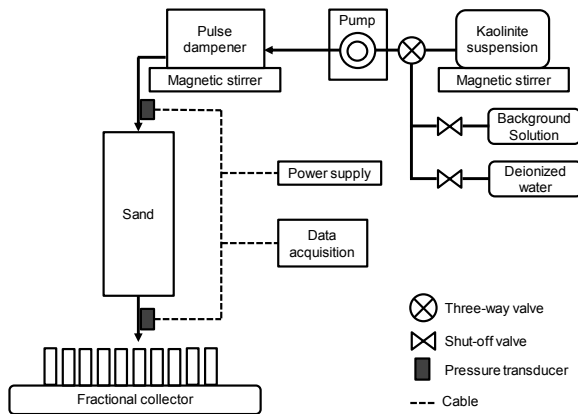 Pulse
dampener
Magnetic stirrer
Pump
Kaolinite
suspension
Magnetic stirrer
Background
Solution
Deionized
water
Sand
Power supply
Data
acquisition
Three-way valve
Shut-off valve
Pressure transducer
Cable
Fractional collector